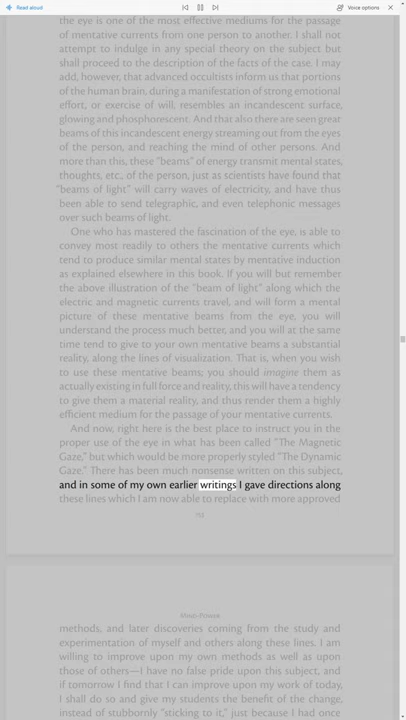 Read aloud
Voice options
the eye is one of the most effective mediums for the passage
of mentative currents from one person to another. I shall not
attempt to indulge in any special theory on the subject but
shall proceed to the description of the facts of the case. I may
add, however, that advanced occultists inform us that portions
of the human brain, during a manifestation of strong emotional
effort, or exercise of will, resembles an incandescent surface,
glowing and phosphorescent. And that also there are seen great
beams of this incandescent energy streaming out from the eyes
of the person, and reaching the mind of other persons. And
more than this, these "beams" of energy transmit mental states,
thoughts, etc., of the person, just as scientists have found that
"beams of light" will carry waves of electricity, and have thus
been able to send telegraphic, and even telephonic messages
over such beams of light.
One who has mastered the fascination of the eye, is able to
convey most readily to others the mentative currents which
tend to produce similar mental states by mentative induction
as explained elsewhere in this book. If you will but remember
the above illustration of the "beam of light" along which the
electric and magnetic currents travel, and will form a mental
picture of these mentative beams from the eye, you will
understand the process much better, and you will at the same
time tend to give to your own mentative beams a substantial
reality, along the lines of visualization. That is, when you wish
to use these mentative beams; you should imagine them as
actually existing in full force and reality, this will have a tendency
to give them a material reality, and thus render them a highly
efficient medium for the passage of your mentative currents.
And now, right here is the best place to instruct you in the
proper use of the eye in what has been called "The Magnetic
Gaze," but which would be more properly styled "The Dynamic
Gaze." There has been much nonsense written on this subject,
and in some of my own earlier writings I gave directions along
these lines which I am now able to replace with more approved
Mind-Power
methods, and later discoveries coming from the study and
experimentation of myself and others along these lines. I am
willing to improve upon my own methods as well as upon
those of others—I have no false pride upon this subject, and
if tomorrow I find that I can improve upon my work of today,
I shall do so and give my students the benefit of the change,
instead of stubbornly "sticking to it," just because I had once